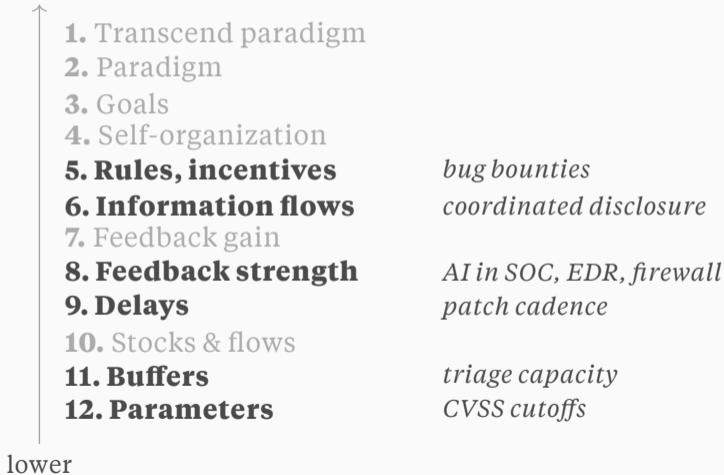 1. Transcend paradigm
2. Paradigm
3. Goals
4. Self-organization
5. Rules, incentives bug bounties
6. Information flows coordinated disclosure
7. Feedback gain
8. Feedback strength AI in SOC, EDR, firewall
9. Delays patch cadence
10. Stocks & flows
11. Buffers triage capacity
12. Parameters CVSS cutoffs
lower